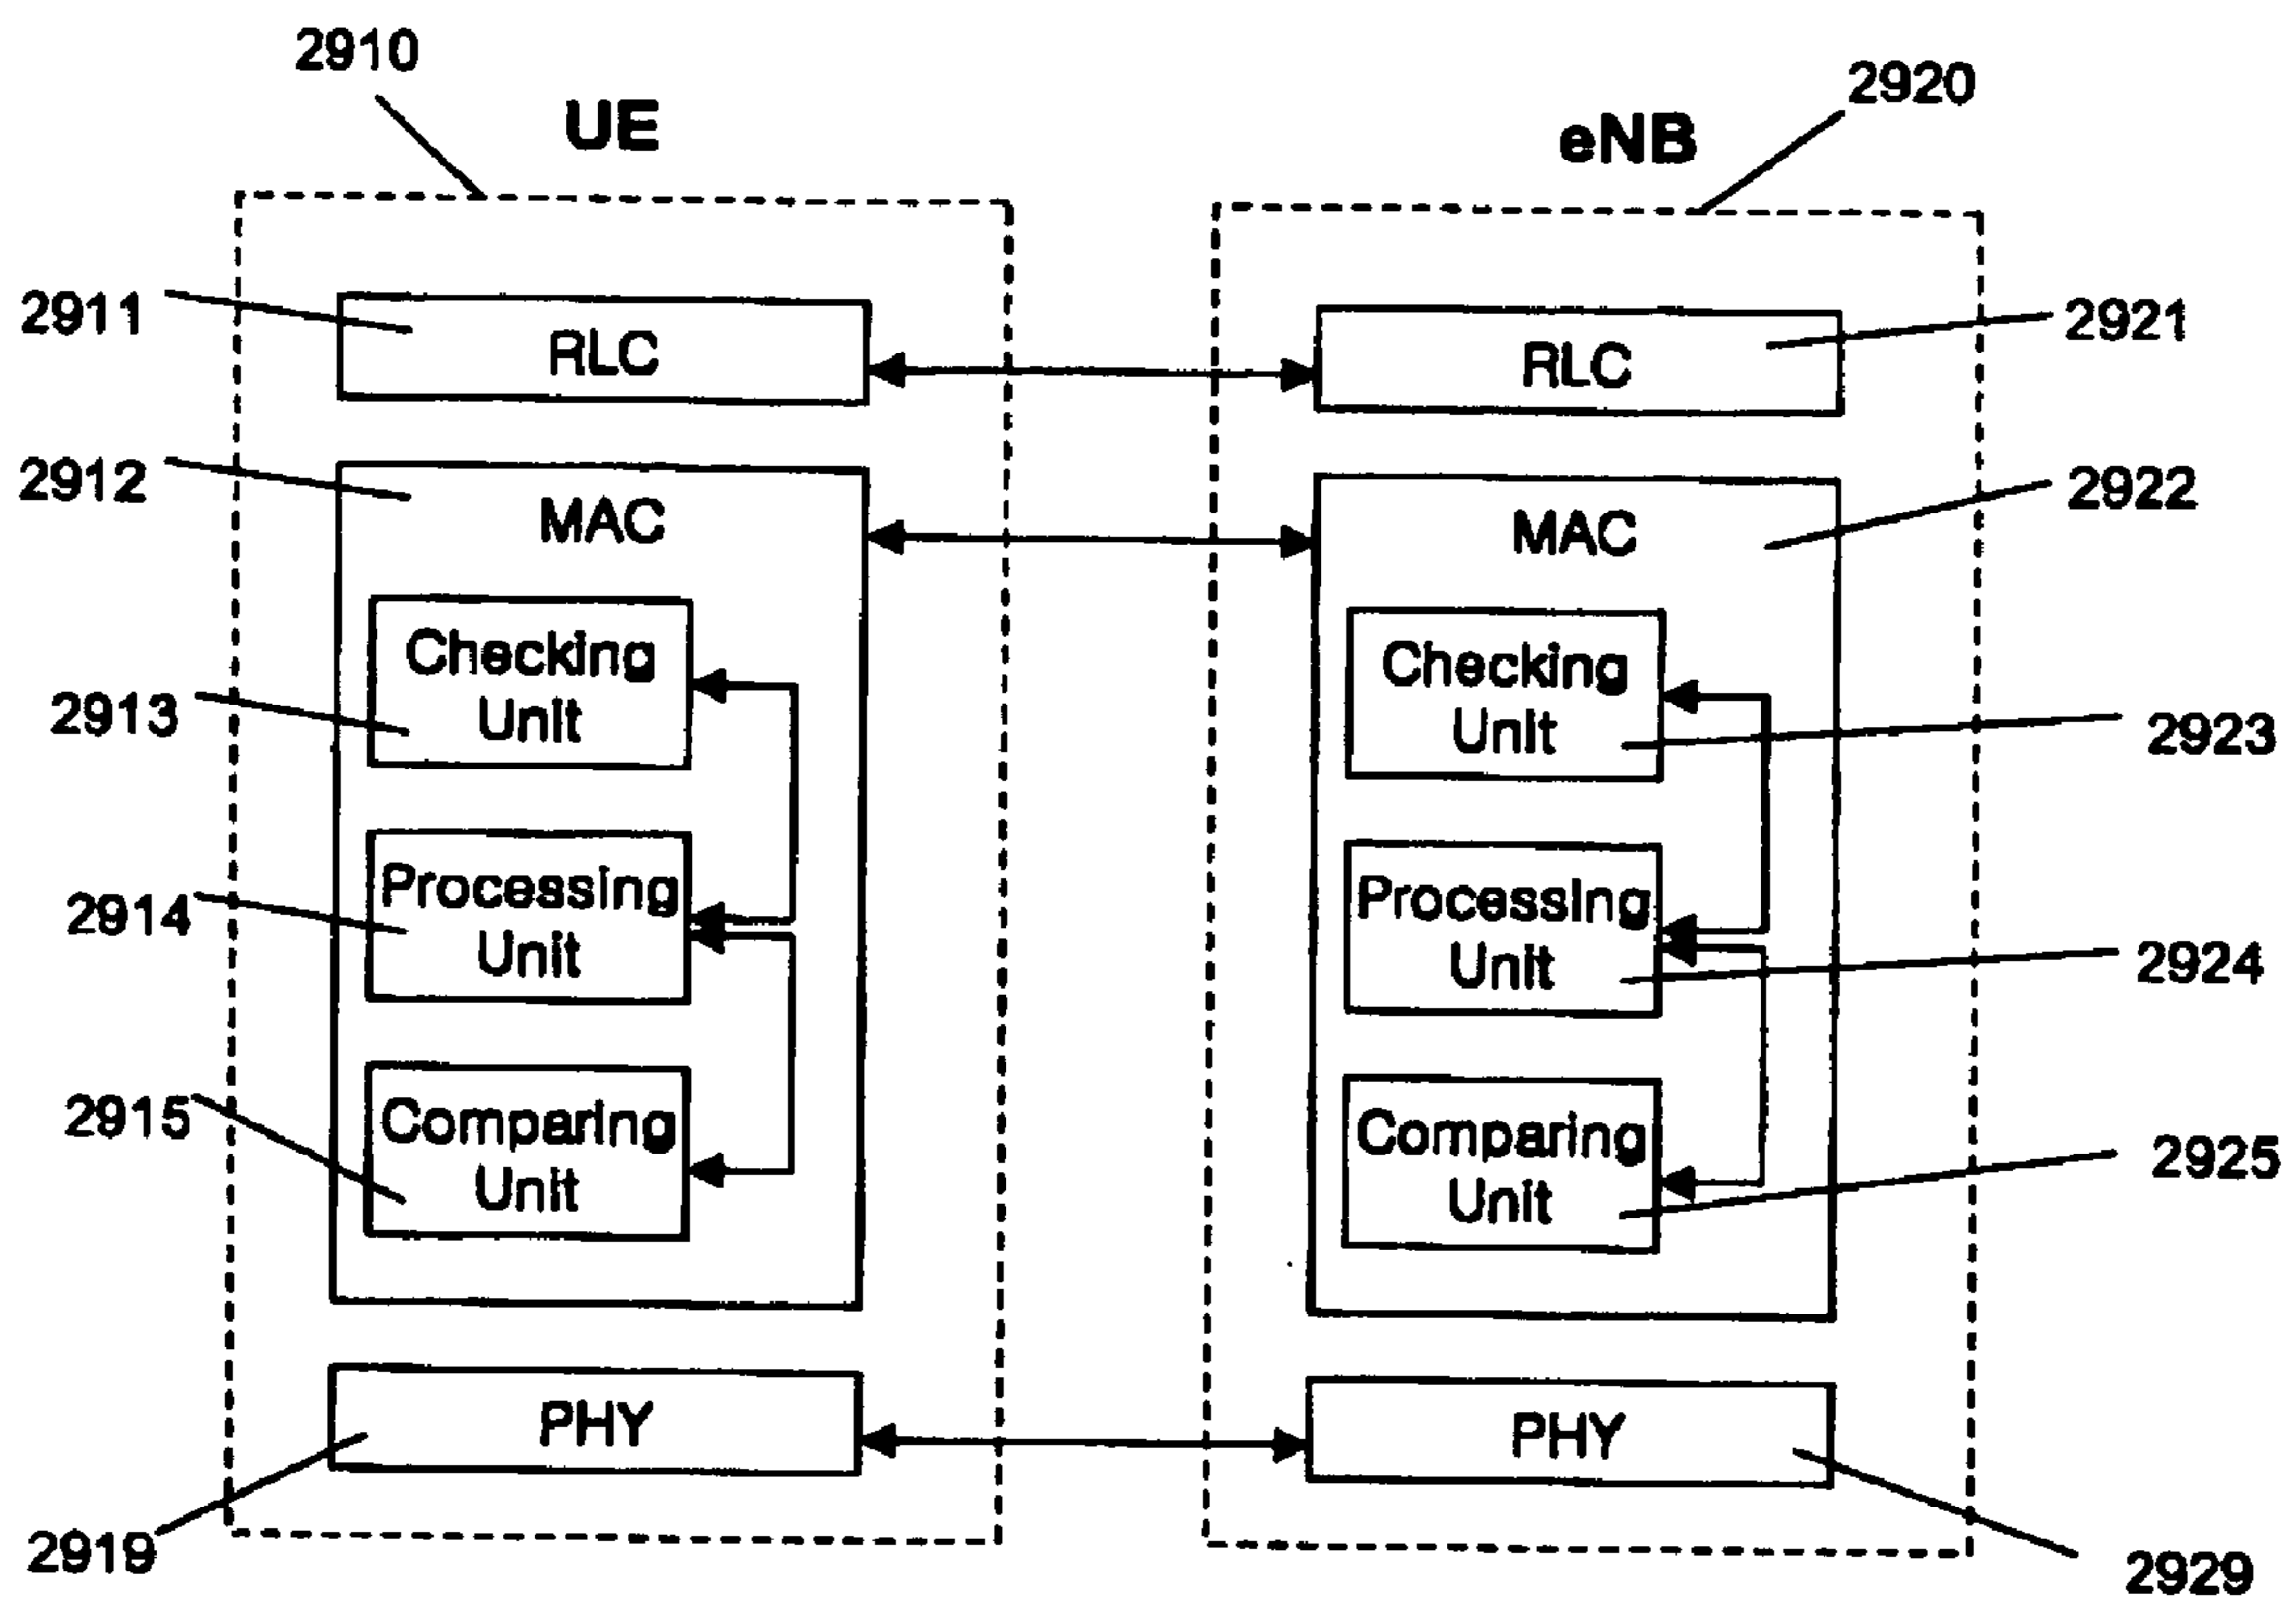 2910
UE
2920
eNB
2911
RLC
2921
RLC
2912
MAC
2922
MAC
2913
Checking
Unit
2923
Checking
Unit
2914
Processing
Unit
2924
Processing
Unit
2915
Comparing
Unit
2925
Comparing
Unit
2919
PHY
2929
PHY